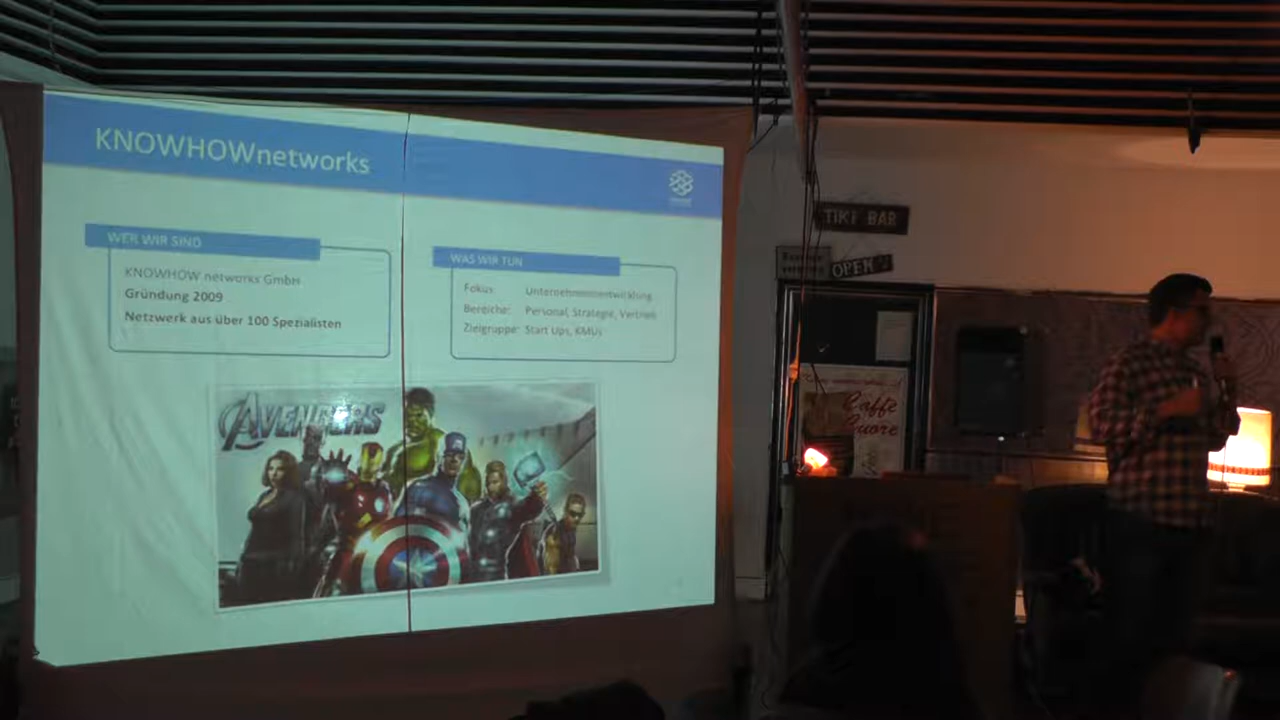 KNOWHOWnetworks
WER WIR SIND
KNOWHOW networks GmbH
Gründung 2009
Netzwerk aus über 100 Spezialisten
WAS WIR TUN
Fokus: Unternehmensentwicklung
Bereiche: Personal, Strategie, Vertrieb
Zielgruppe: Start Ups, KMUs
AVENGERS
TIKI BAR
OPEN
Caffè
Cuore